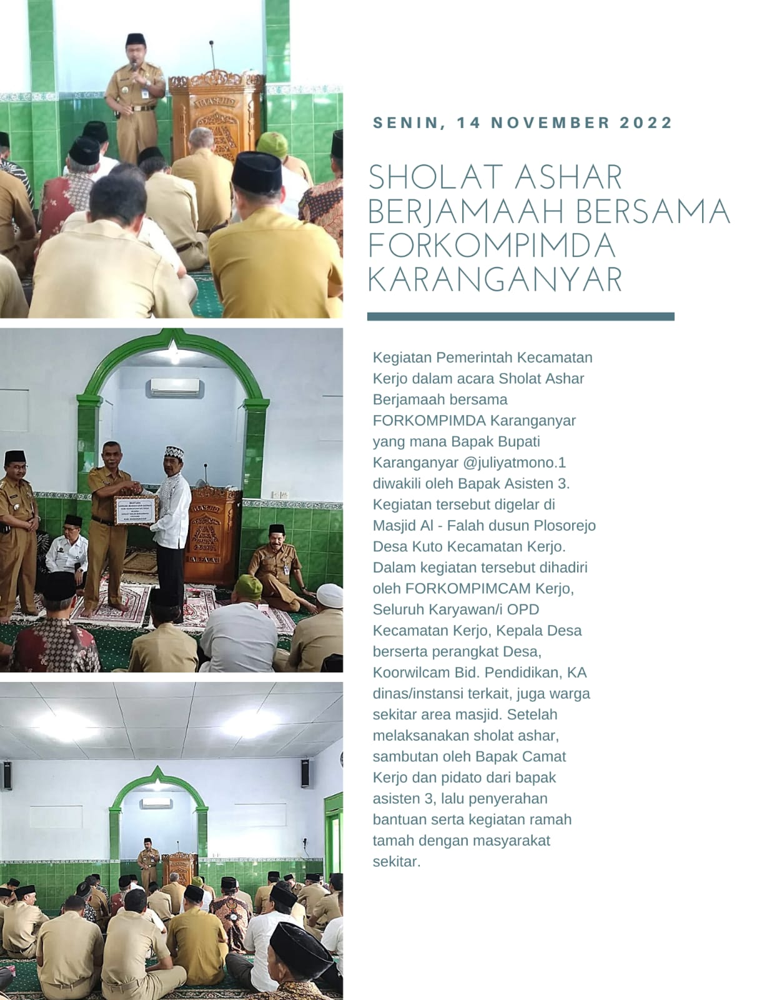 SENIN, 14 NOVEMBER 2022
SHOLAT ASHAR
BERJAMAAH BERSAMA
FORKOMPIMDA
KARANGANYAR
Kegiatan Pemerintah Kecamatan
Kerjo dalam acara Sholat Ashar
Berjamaah bersama
FORKOMPIMDA Karanganyar
yang mana Bapak Bupati
Karanganyar @juliyatmono.1
diwakili oleh Bapak Asisten 3.
Kegiatan tersebut digelar di
Masjid Al - Falah dusun Plosorejo
Desa Kuto Kecamatan Kerjo.
Dalam kegiatan tersebut dihadiri
oleh FORKOMPIMCAM Kerjo,
Seluruh Karyawan/i OPD
Kecamatan Kerjo, Kepala Desa
berserta perangkat Desa,
Koorwilcam Bid. Pendidikan, KA
dinas/instansi terkait, juga warga
sekitar area masjid. Setelah
melaksanakan sholat ashar,
sambutan oleh Bapak Camat
Kerjo dan pidato dari bapak
asisten 3, lalu penyerahan
bantuan serta kegiatan ramah
tamah dengan masyarakat
sekitar.
MASJID
BANTUAN
KAB. KARANGANYAR
AL FALAH